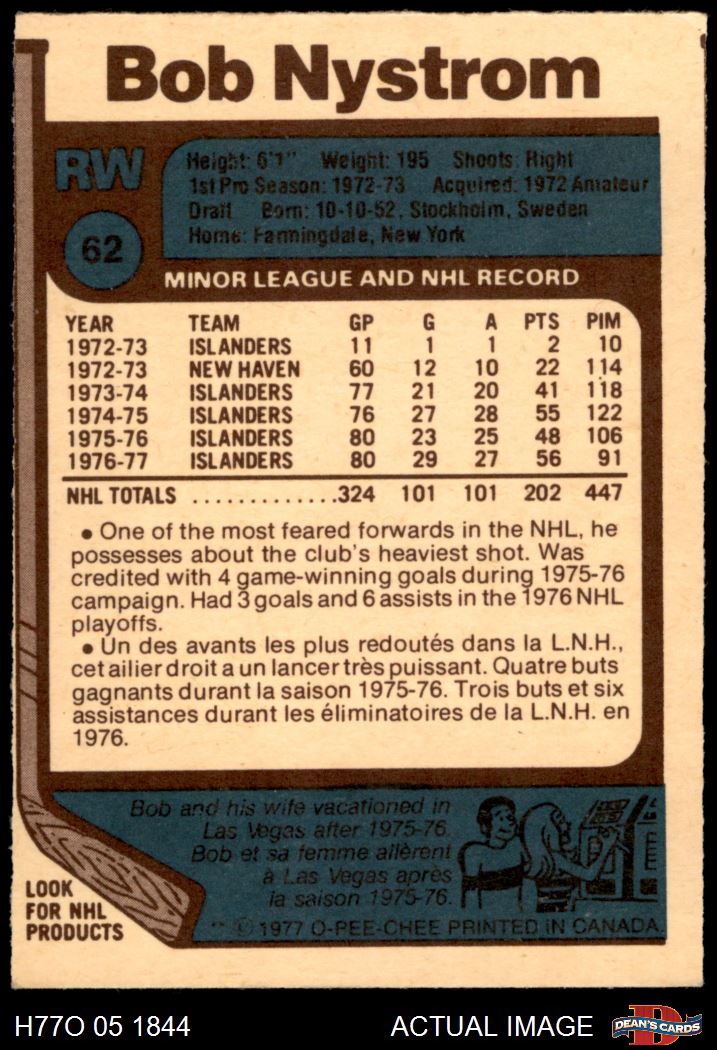 Bob Nystrom
RW
62
Height: 6'1" Weight: 195 Shoots: Right
1st Pro Season: 1972-73 Acquired: 1972 Amateur
Draft Born: 10-10-52, Stockholm, Sweden
Home: Farmingdale, New York
MINOR LEAGUE AND NHL RECORD
YEAR TEAM GP G A PTS PIM
1972-73 ISLANDERS 11 1 1 2 10
1972-73 NEW HAVEN 60 12 10 22 114
1973-74 ISLANDERS 77 21 20 41 118
1974-75 ISLANDERS 76 27 28 55 122
1975-76 ISLANDERS 80 23 25 48 106
1976-77 ISLANDERS 80 29 27 56 91
NHL TOTALS .............324 101 101 202 447
• One of the most feared forwards in the NHL, he
possesses about the club's heaviest shot. Was
credited with 4 game-winning goals during 1975-76
campaign. Had 3 goals and 6 assists in the 1976 NHL
playoffs.
• Un des avants les plus redoutés dans la L.N.H.,
cet ailier droit a un lancer très puissant. Quatre buts
gagnants durant la saison 1975-76. Trois buts et six
assistances durant les éliminatoires de la L.N.H. en
1976.
Bob and his wife vacationed in
Las Vegas after 1975-76.
Bob et sa femme allèrent
à Las Vegas après
la saison 1975-76.
LOOK
FOR NHL
PRODUCTS
** © 1977 O-PEE-CHEE PRINTED IN CANADA
H77O 05 1844 ACTUAL IMAGE DEAN'S CARDS